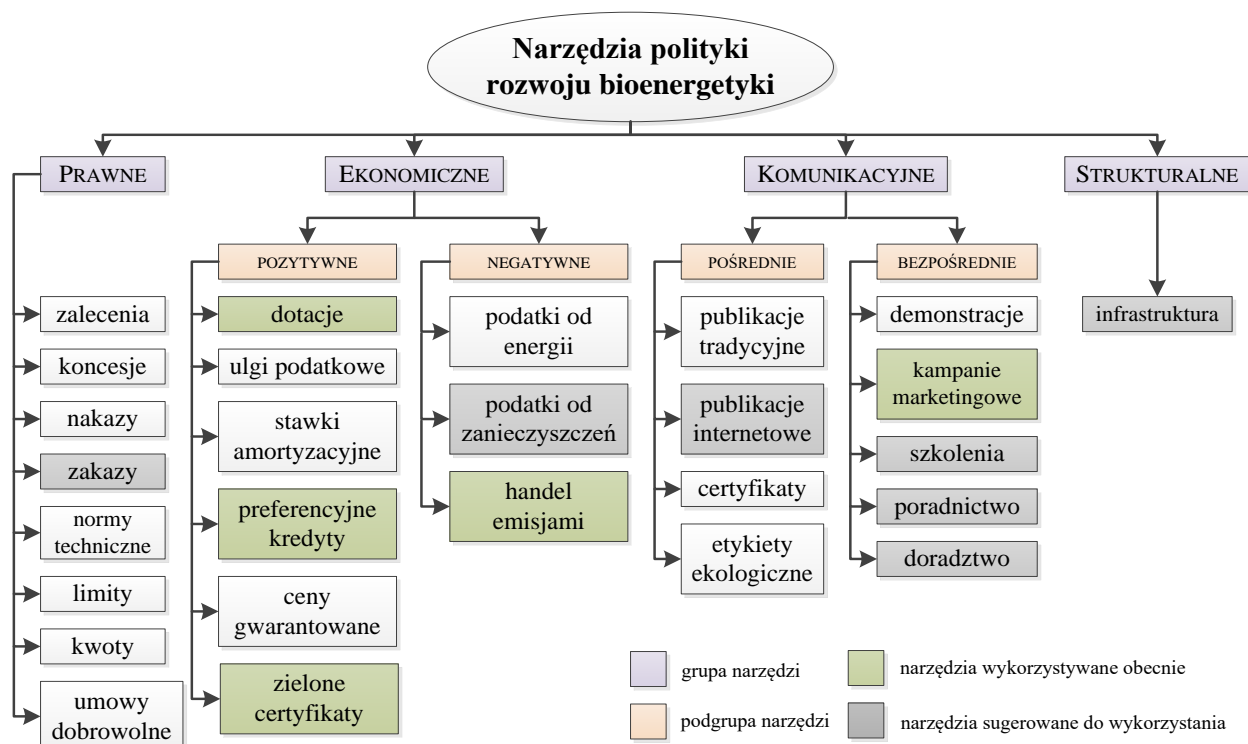 Narzędzia polityki
rozwoju bioenergetyki
PRAWNE
EKONOMICZNE
KOMUNIKACYJNE
STRUKTURALNE
POZYTYWNE
NEGATYWNE
POŚREDNIE
BEZPOŚREDNIE
zalecenia
koncesje
nakazy
zakazy
normy
techniczne
limity
kwoty
umowy
dobrowolne
dotacje
ulgi podatkowe
stawki
amortyzacyjne
preferencyjne
kredyty
ceny
gwarantowane
zielone
certyfikaty
podatki od
energii
podatki od
zanieczyszczeń
handel
emisjami
publikacje
tradycyjne
publikacje
internetowe
certyfikaty
etykiety
ekologiczne
demonstracje
kampanie
marketingowe
szkolenia
poradnictwo
doradztwo
infrastruktura
grupa narzędzi
narzędzia wykorzystywane obecnie
podgrupa narzędzi
narzędzia sugerowane do wykorzystania